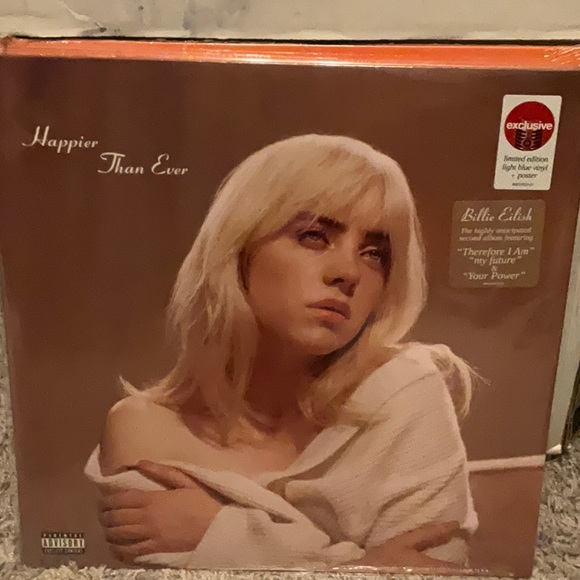 Happier
Than Ever
exclusive
limited edition
light blue vinyl
+ poster
Billie Eilish
The highly anticipated
second album featuring
"Therefore I Am"
"my future"
&
"Your Power"
PARENTAL
ADVISORY
EXPLICIT CONTENT